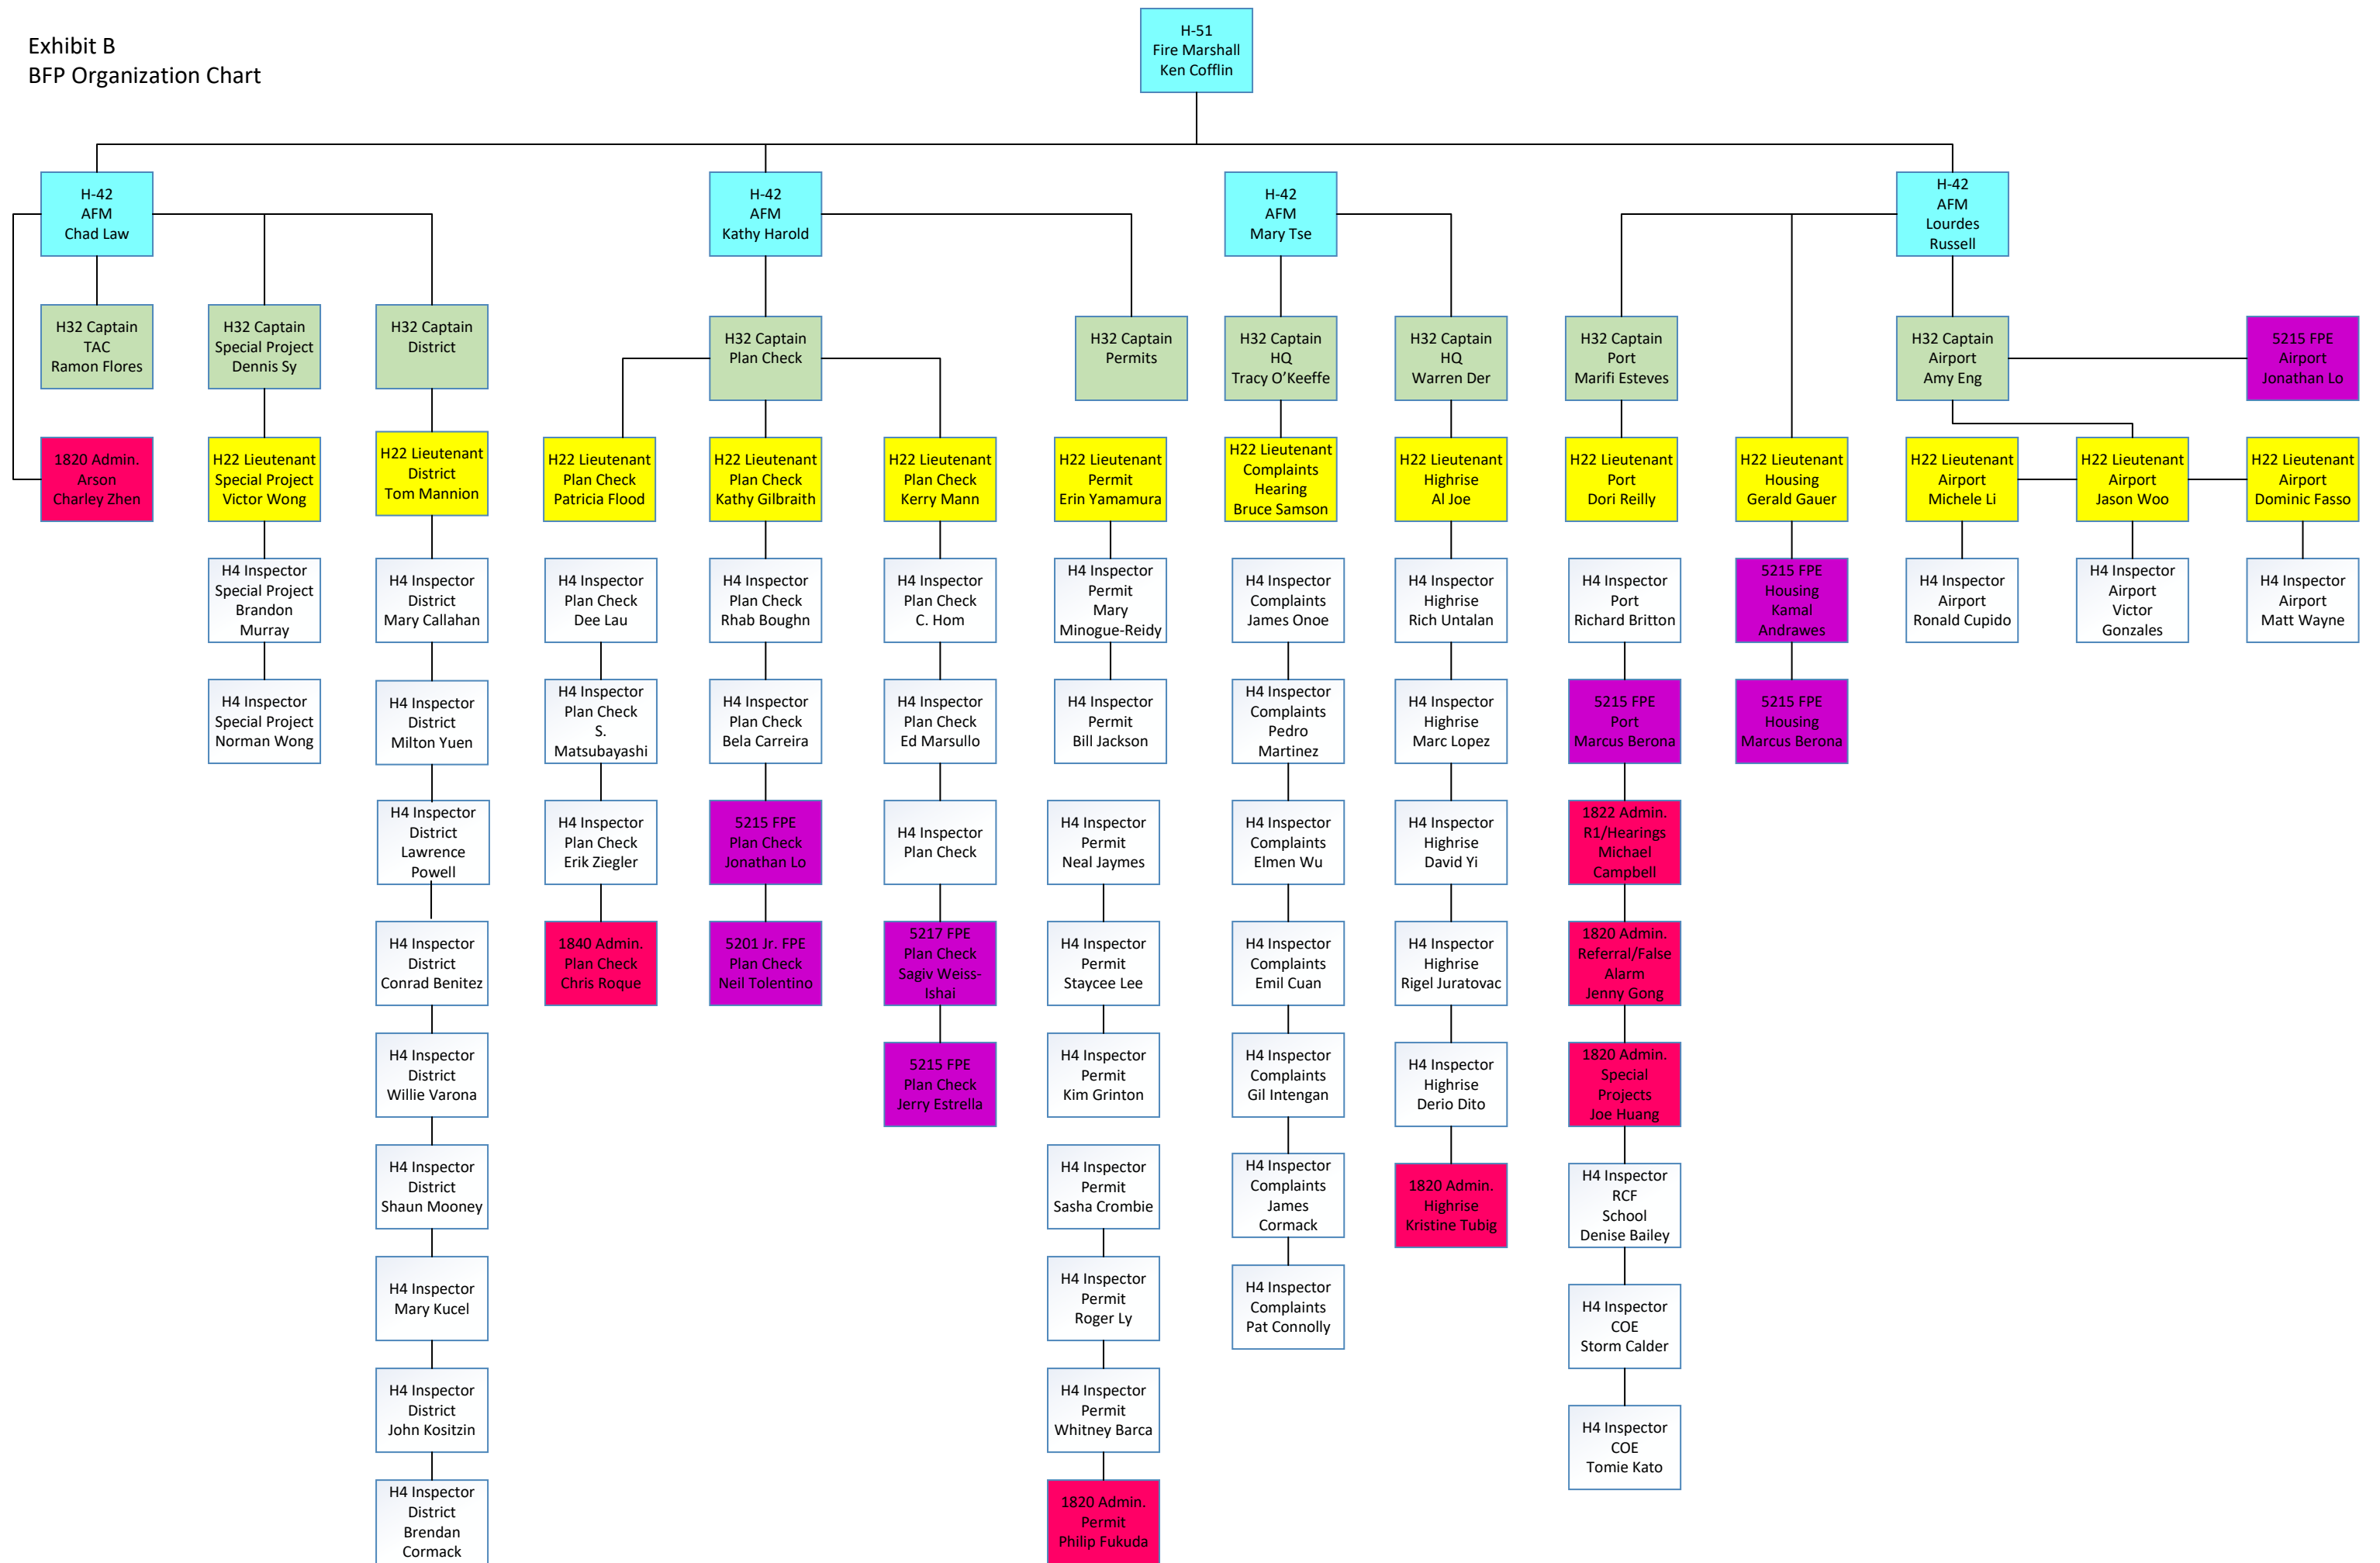 Exhibit B
BFP Organization Chart
H-51
Fire Marshall
Ken Cofflin
H-42
AFM
Chad Law
H-42
AFM
Kathy Harold
H-42
AFM
Mary Tse
H-42
AFM
Lourdes
Russell
H32 Captain
TAC
Ramon Flores
H32 Captain
Special Project
Dennis Sy
H32 Captain
District
H32 Captain
Plan Check
H32 Captain
Permits
H32 Captain
HQ
Tracy O’Keeffe
H32 Captain
HQ
Warren Der
H32 Captain
Port
Marifi Esteves
H32 Captain
Airport
Amy Eng
5215 FPE
Airport
Jonathan Lo
1820 Admin.
Arson
Charley Zhen
H22 Lieutenant
Special Project
Victor Wong
H22 Lieutenant
District
Tom Mannion
H22 Lieutenant
Plan Check
Patricia Flood
H22 Lieutenant
Plan Check
Kathy Gilbraith
H22 Lieutenant
Plan Check
Kerry Mann
H22 Lieutenant
Permit
Erin Yamamura
H22 Lieutenant
Complaints
Hearing
Bruce Samson
H22 Lieutenant
Highrise
Al Joe
H22 Lieutenant
Port
Dori Reilly
H22 Lieutenant
Housing
Gerald Gauer
H22 Lieutenant
Airport
Michele Li
H22 Lieutenant
Airport
Jason Woo
H22 Lieutenant
Airport
Dominic Fasso
H4 Inspector
Special Project
Brandon
Murray
H4 Inspector
District
Mary Callahan
H4 Inspector
Plan Check
Dee Lau
H4 Inspector
Plan Check
Rhab Boughn
H4 Inspector
Plan Check
C. Hom
H4 Inspector
Permit
Mary
Minogue-Reidy
H4 Inspector
Complaints
James Onoe
H4 Inspector
Highrise
Rich Untalan
H4 Inspector
Port
Richard Britton
5215 FPE
Housing
Kamal
Andrawes
H4 Inspector
Airport
Ronald Cupido
H4 Inspector
Airport
Victor
Gonzales
H4 Inspector
Airport
Matt Wayne
H4 Inspector
Special Project
Norman Wong
H4 Inspector
District
Milton Yuen
H4 Inspector
Plan Check
S.
Matsubayashi
H4 Inspector
Plan Check
Bela Carreira
H4 Inspector
Plan Check
Ed Marsullo
H4 Inspector
Permit
Bill Jackson
H4 Inspector
Complaints
Pedro
Martinez
H4 Inspector
Highrise
Marc Lopez
5215 FPE
Port
Marcus Berona
5215 FPE
Housing
Marcus Berona
H4 Inspector
District
Lawrence
Powell
H4 Inspector
Plan Check
Erik Ziegler
5215 FPE
Plan Check
Jonathan Lo
H4 Inspector
Plan Check
H4 Inspector
Permit
Neal Jaymes
H4 Inspector
Complaints
Elmen Wu
H4 Inspector
Highrise
David Yi
1822 Admin.
R1/Hearings
Michael
Campbell
H4 Inspector
District
Conrad Benitez
1840 Admin.
Plan Check
Chris Roque
5201 Jr. FPE
Plan Check
Neil Tolentino
5217 FPE
Plan Check
Sagiv Weiss-
Ishai
H4 Inspector
Permit
Staycee Lee
H4 Inspector
Complaints
Emil Cuan
H4 Inspector
Highrise
Rigel Juratovac
1820 Admin.
Referral/False
Alarm
Jenny Gong
H4 Inspector
District
Willie Varona
5215 FPE
Plan Check
Jerry Estrella
H4 Inspector
Permit
Kim Grinton
H4 Inspector
Complaints
Gil Intengan
H4 Inspector
Highrise
Derio Dito
1820 Admin.
Special
Projects
Joe Huang
H4 Inspector
District
Shaun Mooney
H4 Inspector
Permit
Sasha Crombie
H4 Inspector
Complaints
James
Cormack
1820 Admin.
Highrise
Kristine Tubig
H4 Inspector
RCF
School
Denise Bailey
H4 Inspector
Mary Kucel
H4 Inspector
Permit
Roger Ly
H4 Inspector
Complaints
Pat Connolly
H4 Inspector
COE
Storm Calder
H4 Inspector
District
John Kositzin
H4 Inspector
Permit
Whitney Barca
H4 Inspector
COE
Tomie Kato
H4 Inspector
District
Brendan
Cormack
1820 Admin.
Permit
Philip Fukuda